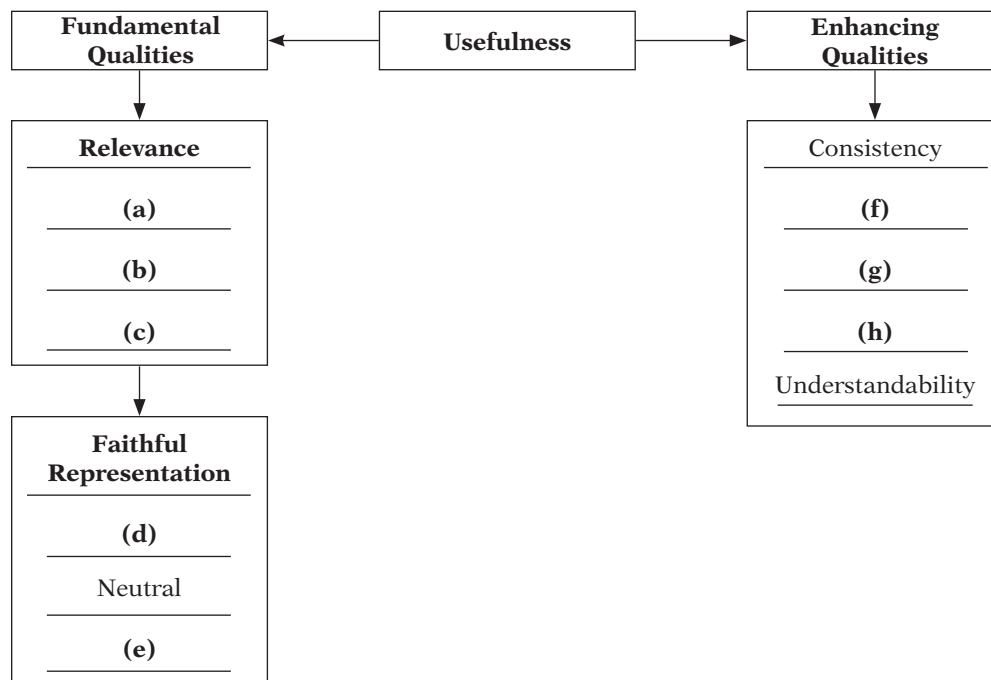 Fundamental
Qualities
Usefulness
Enhancing
Qualities
Relevance
(a)
(b)
(c)
Faithful
Representation
(d)
Neutral
(e)
Consistency
(f)
(g)
(h)
Understandability